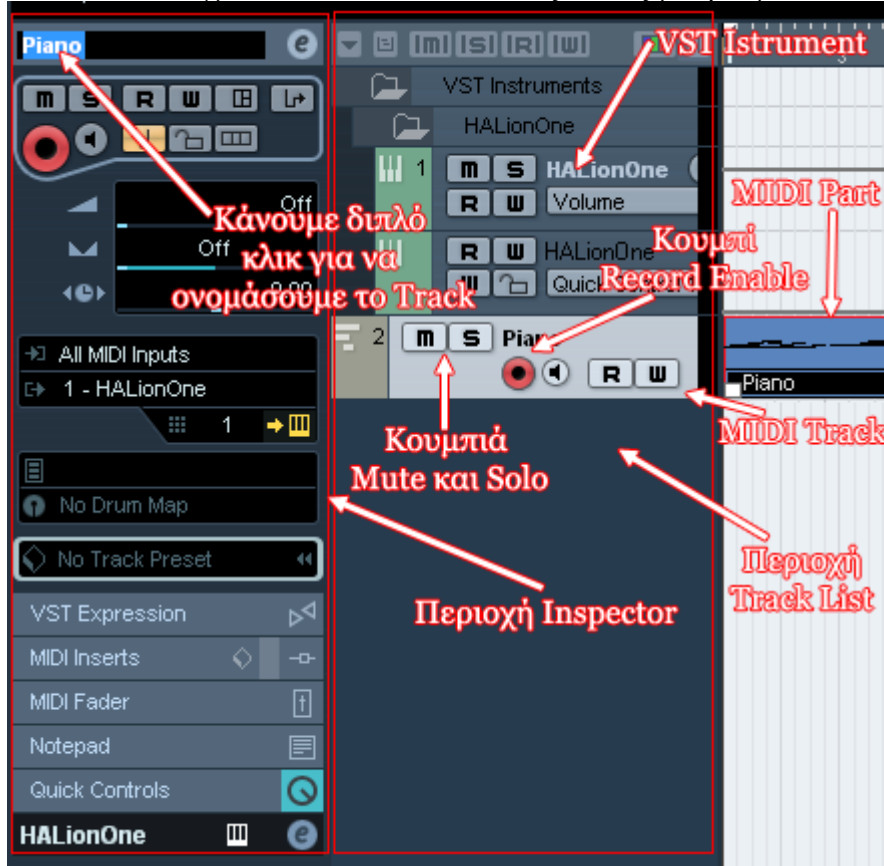 Piano
e
m S R W
Off
Off
All MIDI Inputs
1 - HALionOne
1
No Drum Map
No Track Preset
VST Expression
MIDI Inserts
MIDI Fader
Notepad
Quick Controls
HALionOne
e
Κάνουμε διπλό
κλικ για να
ονομάσουμε το Track
Περιοχή Inspector
m S R W
VST Instruments
HALionOne
1 m S HALionOne
R W Volume
R W HALionOne
Quick
2 m S
R W
VST Istrument
Κουμπί
Record Enable
Κουμπιά
Mute και Solo
MIDI Part
Piano
MIDI Track
Περιοχή
Track List